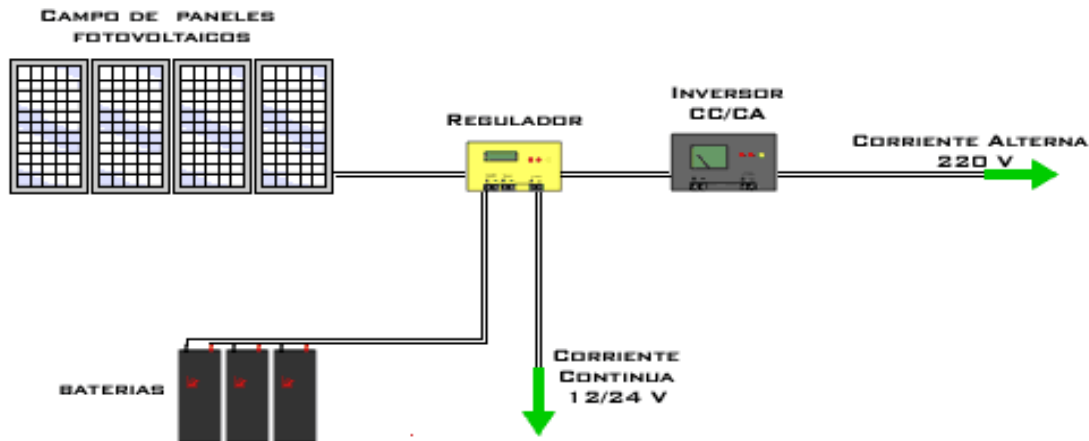 CAMPO DE PANELES
FOTOVOLTAICOS
REGULADOR
INVERSOR
CC/CA
CORRIENTE ALTERNA
220 V
BATERIAS
CORRIENTE
CONTINUA
12/24 V